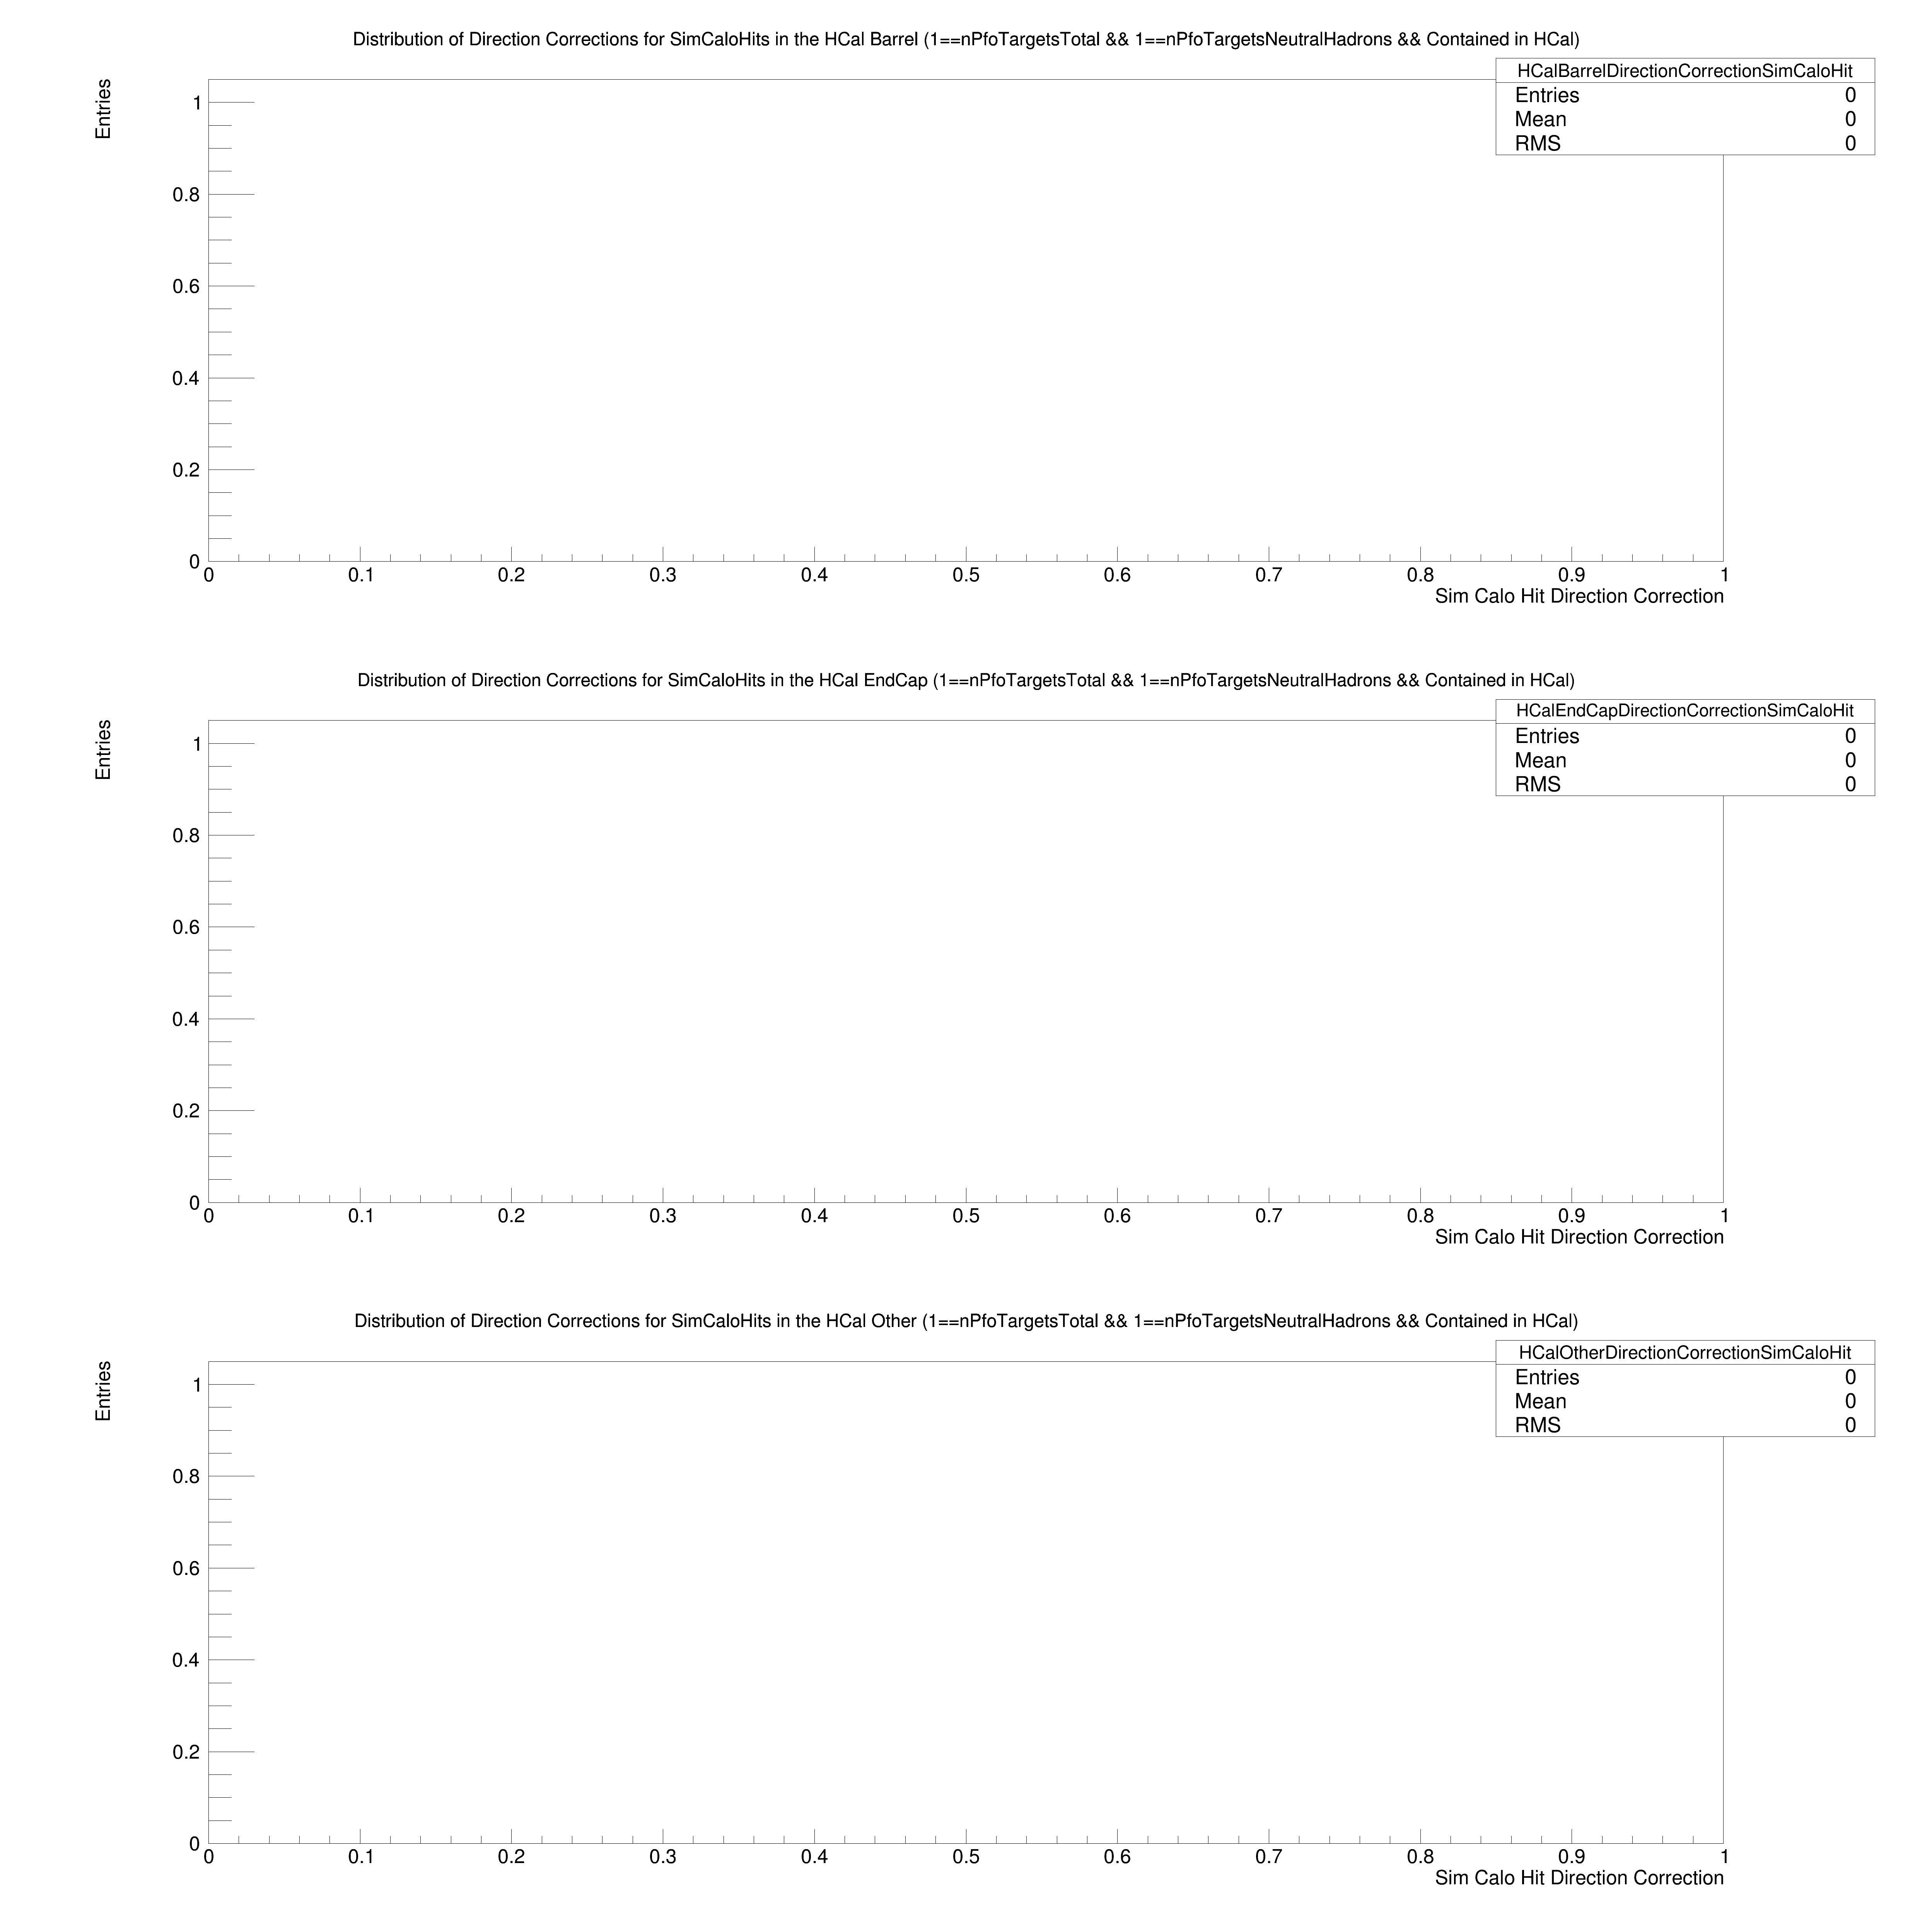 Distribution of Direction Corrections for SimCaloHits in the HCal Barrel (1==nPfoTargetsTotal && 1==nPfoTargetsNeutralHadrons && Contained in HCal)
HCalBarrelDirectionCorrectionSimCaloHit
Entries 0
Mean 0
RMS 0
Entries
1
0.8
0.6
0.4
0.2
0
0 0.1 0.2 0.3 0.4 0.5 0.6 0.7 0.8 0.9 1
Sim Calo Hit Direction Correction
Distribution of Direction Corrections for SimCaloHits in the HCal EndCap (1==nPfoTargetsTotal && 1==nPfoTargetsNeutralHadrons && Contained in HCal)
HCalEndCapDirectionCorrectionSimCaloHit
Entries 0
Mean 0
RMS 0
Entries
1
0.8
0.6
0.4
0.2
0
0 0.1 0.2 0.3 0.4 0.5 0.6 0.7 0.8 0.9 1
Sim Calo Hit Direction Correction
Distribution of Direction Corrections for SimCaloHits in the HCal Other (1==nPfoTargetsTotal && 1==nPfoTargetsNeutralHadrons && Contained in HCal)
HCalOtherDirectionCorrectionSimCaloHit
Entries 0
Mean 0
RMS 0
Entries
1
0.8
0.6
0.4
0.2
0
0 0.1 0.2 0.3 0.4 0.5 0.6 0.7 0.8 0.9 1
Sim Calo Hit Direction Correction